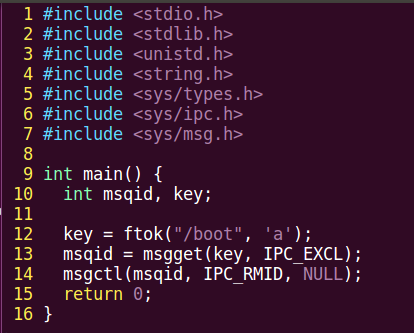 1 #include <stdio.h>
2 #include <stdlib.h>
3 #include <unistd.h>
4 #include <string.h>
5 #include <sys/types.h>
6 #include <sys/ipc.h>
7 #include <sys/msg.h>
8
9 int main() {
10   int msqid, key;
11
12   key = ftok("/boot", 'a');
13   msqid = msgget(key, IPC_EXCL);
14   msgctl(msqid, IPC_RMID, NULL);
15   return 0;
16 }